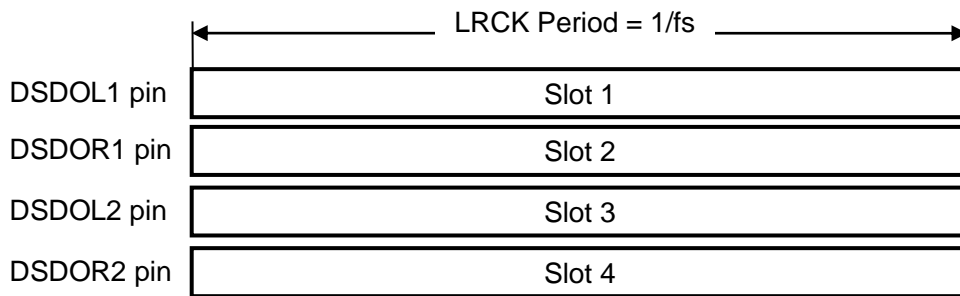 LRCK Period = 1/fs
DSDOL1 pin Slot 1
DSDOR1 pin Slot 2
DSDOL2 pin Slot 3
DSDOR2 pin Slot 4